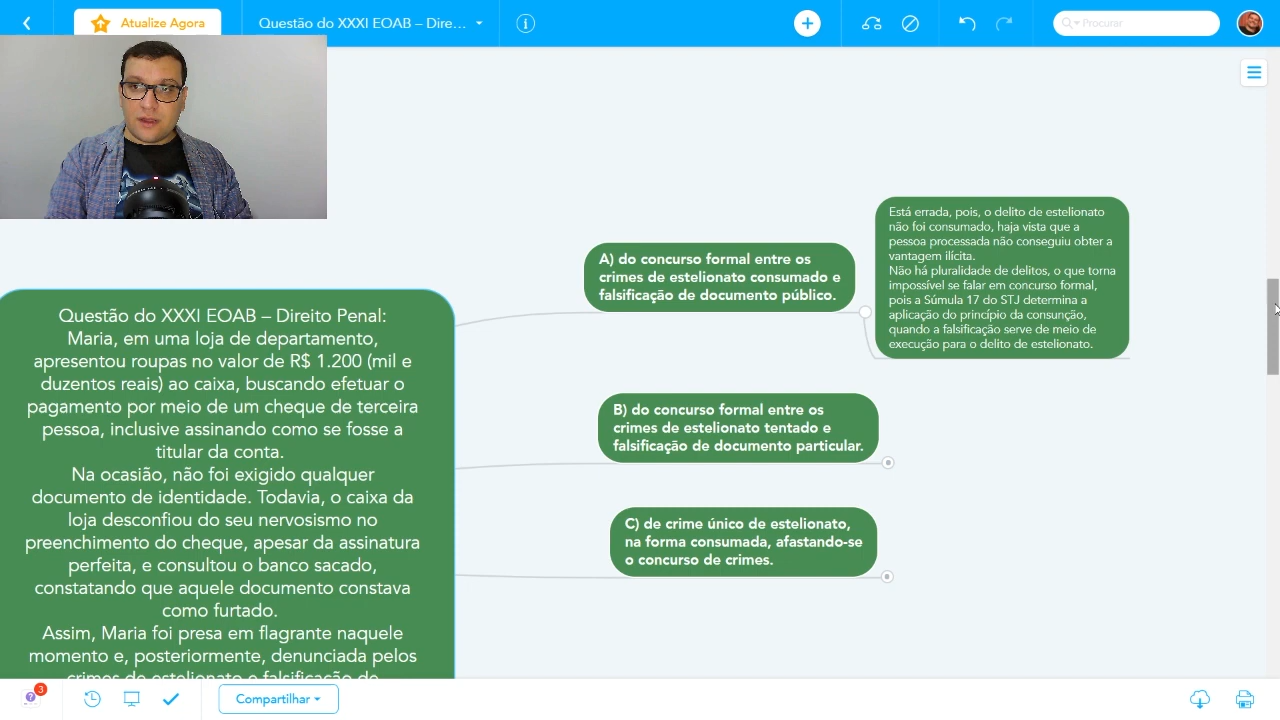 Atualize Agora
Questão do XXXI EOAB – Dire...
Procurar
Está errada, pois, o delito de estelionato
não foi consumado, haja vista que a
pessoa processada não conseguiu obter a
vantagem ilícita.
Não há pluralidade de delitos, o que torna
impossível se falar em concurso formal,
pois a Súmula 17 do STJ determina a
aplicação do princípio da consunção,
quando a falsificação serve de meio de
execução para o delito de estelionato.
A) do concurso formal entre os
crimes de estelionato consumado e
falsificação de documento público.
Questão do XXXI EOAB – Direito Penal:
Maria, em uma loja de departamento,
apresentou roupas no valor de R$ 1.200 (mil e
duzentos reais) ao caixa, buscando efetuar o
pagamento por meio de um cheque de terceira
pessoa, inclusive assinando como se fosse a
titular da conta.
Na ocasião, não foi exigido qualquer
documento de identidade. Todavia, o caixa da
loja desconfiou do seu nervosismo no
preenchimento do cheque, apesar da assinatura
perfeita, e consultou o banco sacado,
constatando que aquele documento constava
como furtado.
Assim, Maria foi presa em flagrante naquele
momento e, posteriormente, denunciada pelos
crimes de estelionato e falsificação de
B) do concurso formal entre os
crimes de estelionato tentado e
falsificação de documento particular.
C) de crime único de estelionato,
na forma consumada, afastando-se
o concurso de crimes.
3
Compartilhar